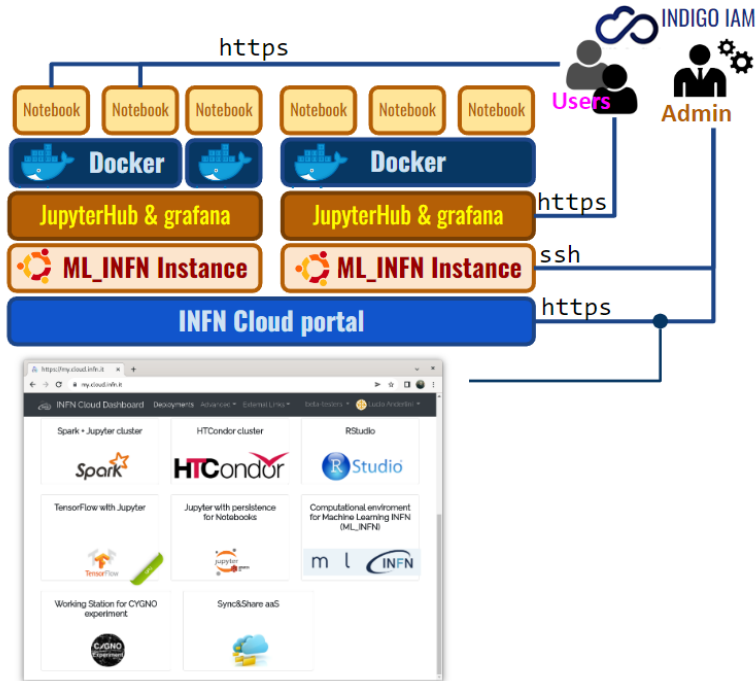 INDIGO IAM
https
Users
Admin
Notebook Notebook Notebook Notebook Notebook Notebook
Docker Docker
https
JupyterHub & grafana JupyterHub & grafana
ssh
ML_INFN Instance ML_INFN Instance
https
INFN Cloud portal
https://my.cloud.infn.it
my.cloud.infn.it
INFN Cloud Dashboard Deployments Advanced External Links Lucio Anderlini
Spark + Jupyter cluster HTCondor cluster RStudio
Spark HTCondor R Studio
TensorFlow with Jupyter Jupyter with persistence Computational enviroment
for Notebooks for Machine Learning INFN
(ML_INFN)
TensorFlow jupyter m l INFN
Working Station for CYGNO Sync&Share aaS
experiment
CYGNO
Experiment